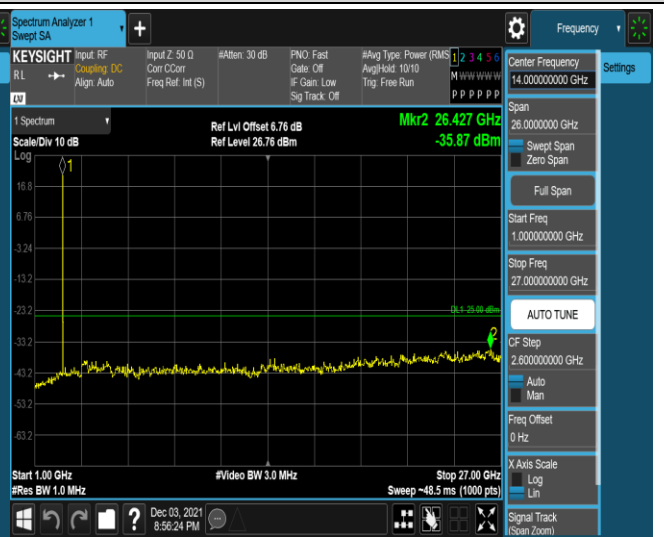 Spectrum Analyzer 1
Swept SA
Frequency
KEYSIGHT
RL
LXI
Input: RF
Coupling: DC
Align: Auto
Input Z: 50 Ω
Corr CCorr
Freq Ref: Int (S)
#Atten: 30 dB
PNO: Fast
Gate: Off
IF Gain: Low
Sig Track: Off
#Avg Type: Power (RMS
Avg|Hold: 10/10
Trig: Free Run
1 2 3 4 5 6
M W W W W W
P P P P P P
1 Spectrum
Scale/Div 10 dB
Log
Ref Lvl Offset 6.76 dB
Ref Level 26.76 dBm
Mkr2 26.427 GHz
-35.87 dBm
1
16.8
6.76
-3.24
-13.2
-23.2
DL1 -25.00 dBm
2
-33.2
-43.2
-53.2
-63.2
Start 1.00 GHz
#Res BW 1.0 MHz
#Video BW 3.0 MHz
Stop 27.00 GHz
Sweep ~48.5 ms (1000 pts)
Dec 03, 2021
8:56:24 PM
Center Frequency
14.000000000 GHz
Settings
Span
26.0000000 GHz
Swept Span
Zero Span
Full Span
Start Freq
1.000000000 GHz
Stop Freq
27.000000000 GHz
AUTO TUNE
CF Step
2.600000000 GHz
Auto
Man
Freq Offset
0 Hz
X Axis Scale
Log
Lin
Signal Track
(Span Zoom)